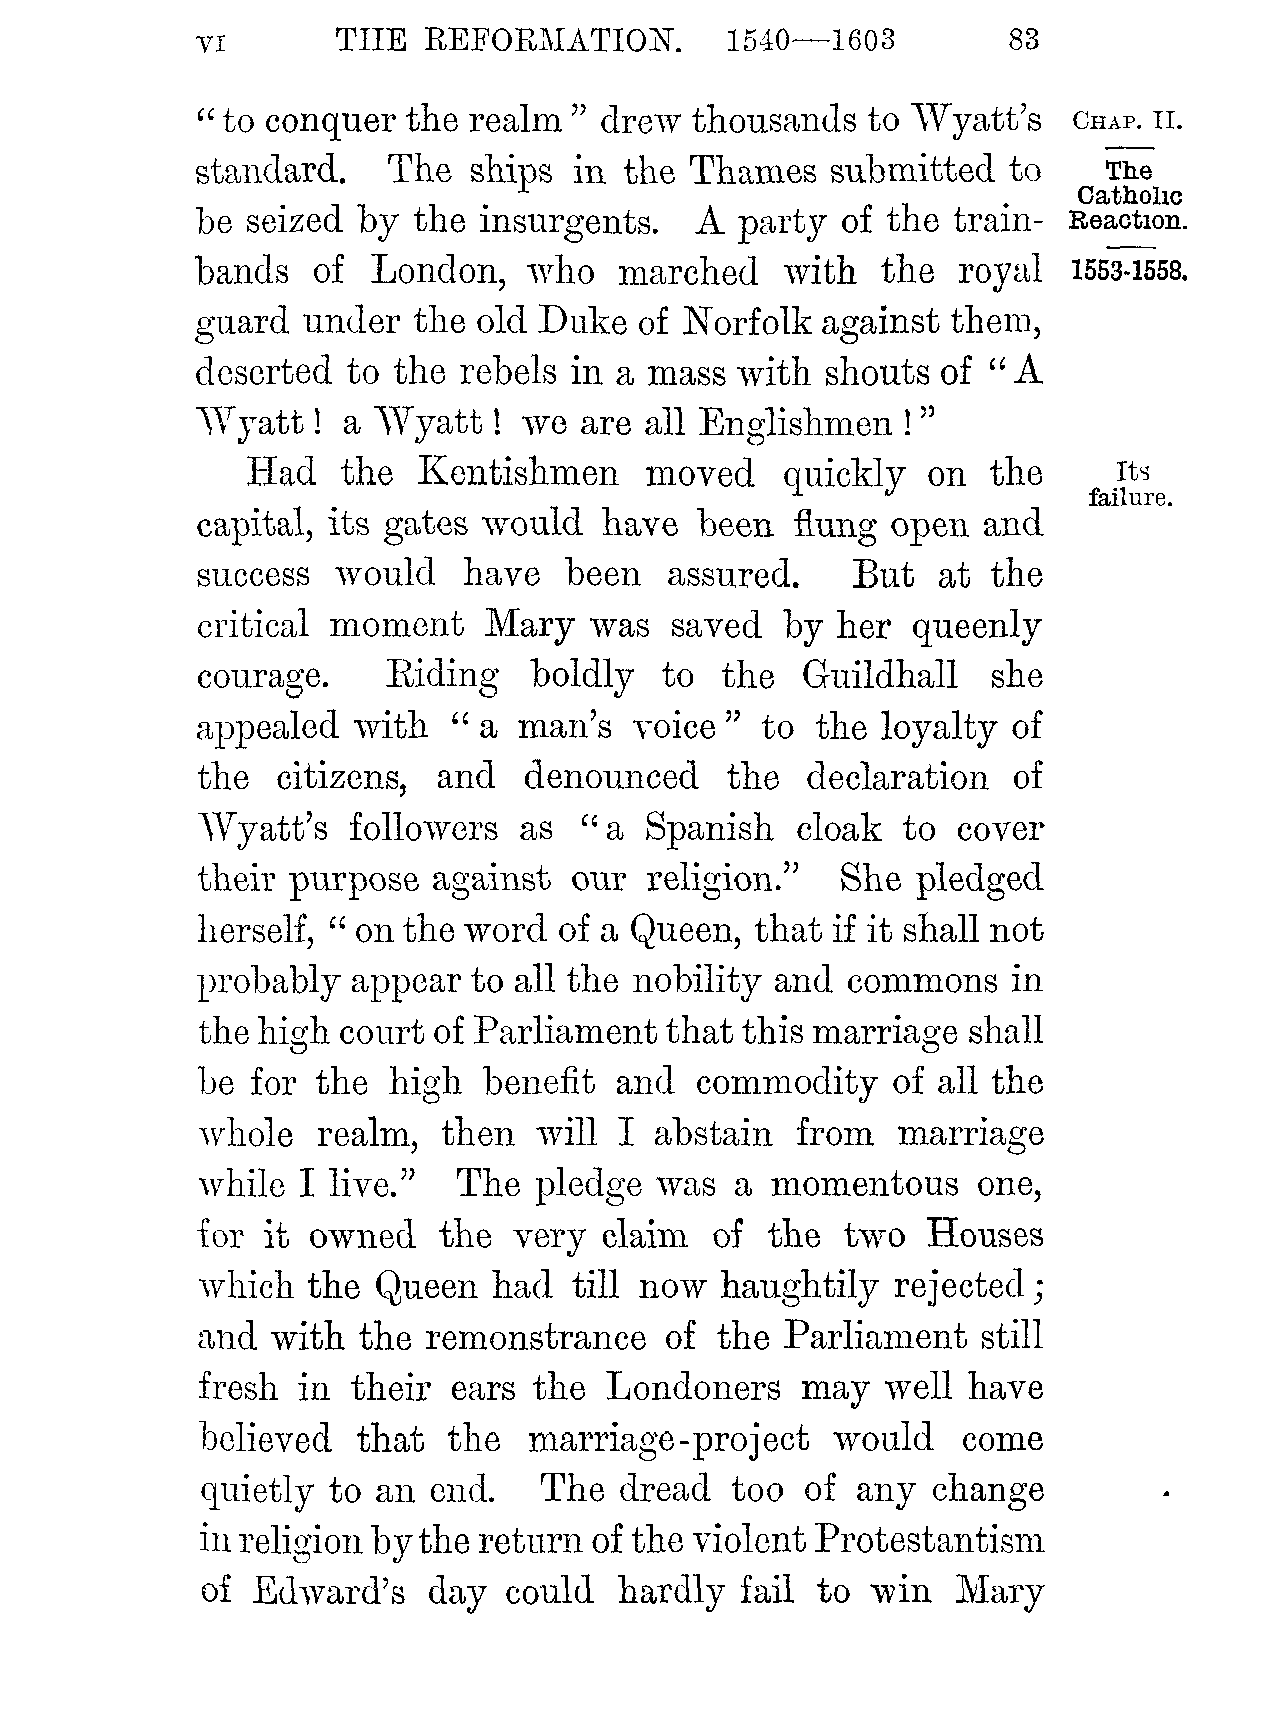 VI THE REFORMATION. 1540—1603 83
“ to conquer the realm ” drew thousands to Wyatt’s
standard. The ships in the Thames submitted to
be seized by the insurgents. A party of the train-
bands of London, who marched with the royal
guard under the old Duke of Norfolk against them,
deserted to the rebels in a mass with shouts of “ A
Wyatt ! a Wyatt ! we are all Englishmen ! ”
Had the Kentishmen moved quickly on the
capital, its gates would have been flung open and
success would have been assured. But at the
critical moment Mary was saved by her queenly
courage. Riding boldly to the Guildhall she
appealed with “ a man’s voice ” to the loyalty of
the citizens, and denounced the declaration of
Wyatt’s followers as “ a Spanish cloak to cover
their purpose against our religion.” She pledged
herself, “ on the word of a Queen, that if it shall not
probably appear to all the nobility and commons in
the high court of Parliament that this marriage shall
be for the high benefit and commodity of all the
whole realm, then will I abstain from marriage
while I live.” The pledge was a momentous one,
for it owned the very claim of the two Houses
which the Queen had till now haughtily rejected ;
and with the remonstrance of the Parliament still
fresh in their ears the Londoners may well have
believed that the marriage-project would come
quietly to an end. The dread too of any change
in religion by the return of the violent Protestantism
of Edward’s day could hardly fail to win Mary
CHAP. II.
The
Catholic
Reaction.
1553-1558.
Its
failure.